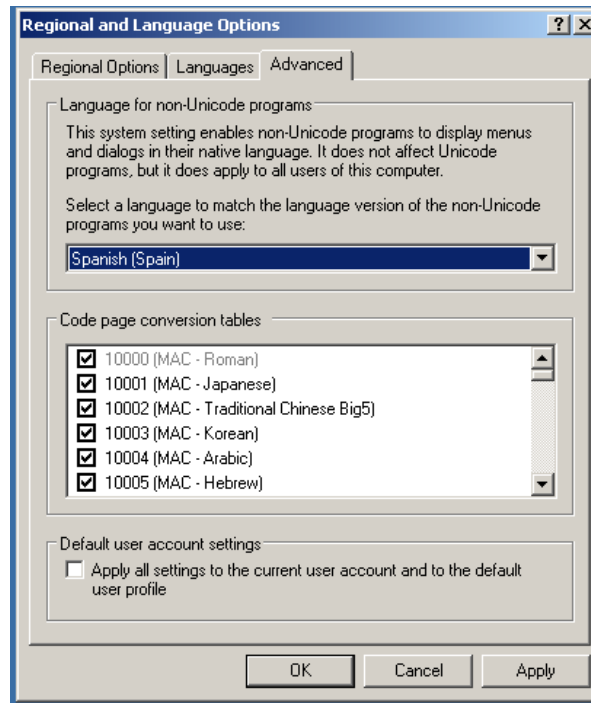 Regional and Language Options
Regional Options Languages Advanced
Language for non-Unicode programs
This system setting enables non-Unicode programs to display menus
and dialogs in their native language. It does not affect Unicode
programs, but it does apply to all users of this computer.
Select a language to match the language version of the non-Unicode
programs you want to use:
Spanish (Spain)
Code page conversion tables
10000 (MAC - Roman)
10001 (MAC - Japanese)
10002 (MAC - Traditional Chinese Big5)
10003 (MAC - Korean)
10004 (MAC - Arabic)
10005 (MAC - Hebrew)
Default user account settings
Apply all settings to the current user account and to the default
user profile
OK Cancel Apply